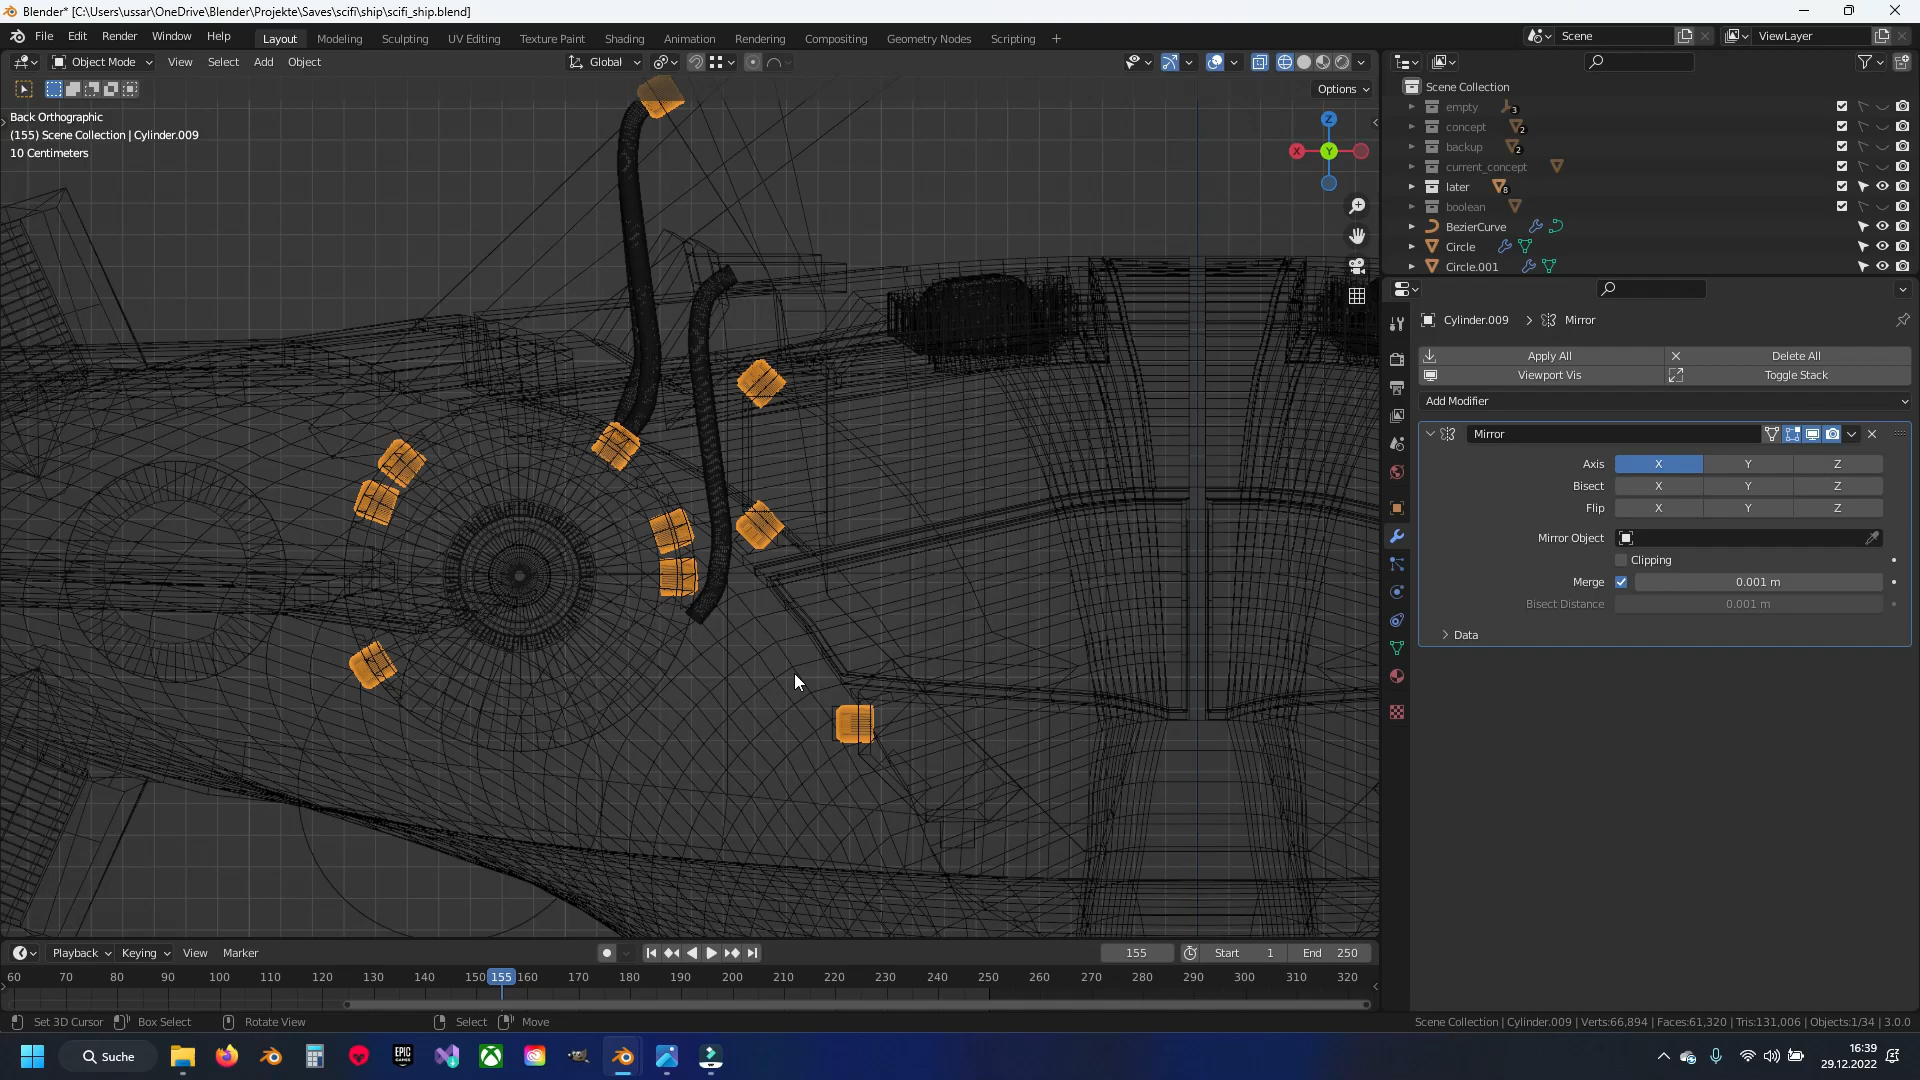 Blender* [C:\Users\ussar\OneDrive\Blender\Projekte\Saves\scifi\ship\scifi_ship.blend]
File Edit Render Window Help Layout Modeling Sculpting UV Editing Texture Paint Shading Animation Rendering Compositing Geometry Nodes Scripting + Scene ViewLayer
Object Mode View Select Add Object Global
Options
Back Orthographic
(155) Scene Collection | Cylinder.009
10 Centimeters
Z
X
Y
Scene Collection
empty 3
concept 2
backup 2
current_concept
later 8
boolean
BezierCurve
Circle
Circle.001
Cylinder.009 > Mirror
Apply All Delete All
Viewport Vis Toggle Stack
Add Modifier
Mirror
Axis X Y Z
Bisect X Y Z
Flip X Y Z
Mirror Object
Clipping
Merge 0.001 m
Bisect Distance 0.001 m
Data
Playback Keying View Marker 155 Start 1 End 250
60 70 80 90 100 110 120 130 140 150 155 160 170 180 190 200 210 220 230 240 250 260 270 280 290 300 310 320
Set 3D Cursor Box Select Rotate View Select Move Scene Collection | Cylinder.009 | Verts:66,894 | Faces:61,320 | Tris:131,006 | Objects:1/34 | 3.0.0
Suche
EPIC GAMES
16:39
29.12.2022